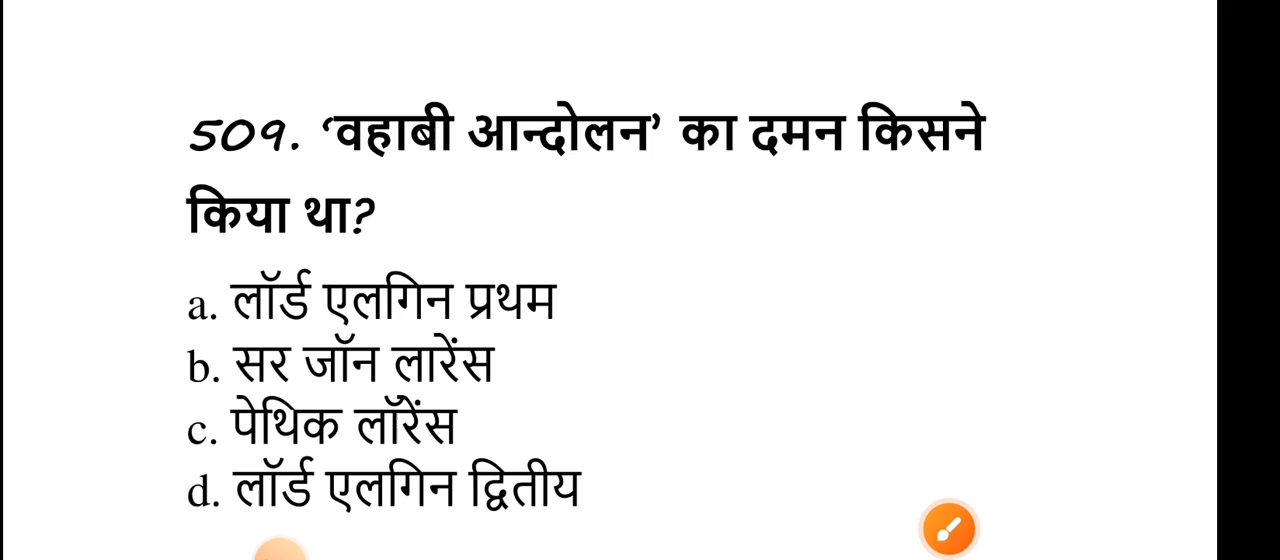 509. ‘वहाबी आन्दोलन’ का दमन किसने
किया था?
a. लॉर्ड एलगिन प्रथम
b. सर जॉन लारेंस
c. पेथिक लॉरेंस
d. लॉर्ड एलगिन द्वितीय